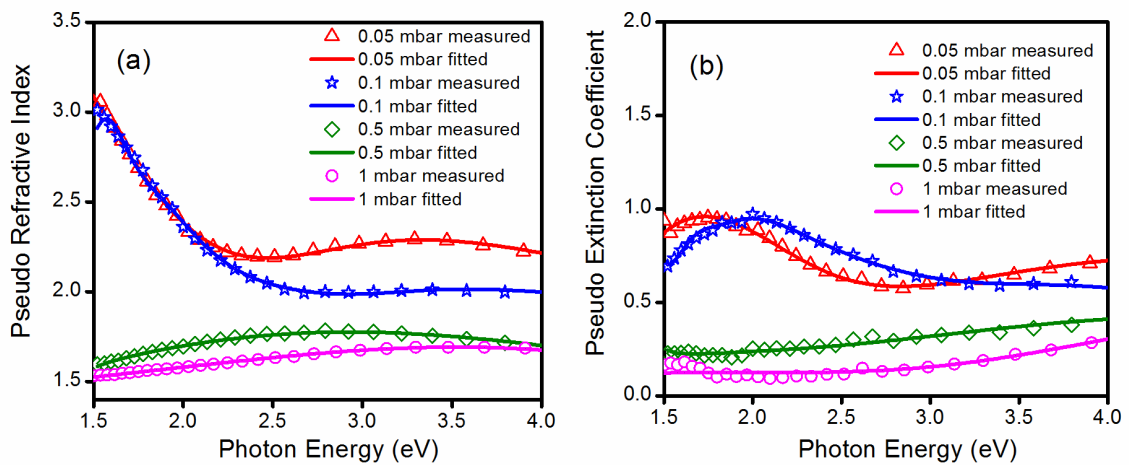 (a)
Pseudo Refractive Index
3.5
3.0
2.5
2.0
1.5
0.05 mbar measured
0.05 mbar fitted
0.1 mbar measured
0.1 mbar fitted
0.5 mbar measured
0.5 mbar fitted
1 mbar measured
1 mbar fitted
1.5 2.0 2.5 3.0 3.5 4.0
Photon Energy (eV)
(b)
Pseudo Extinction Coefficient
2.0
1.5
1.0
0.5
0.0
0.05 mbar measured
0.05 mbar fitted
0.1 mbar measured
0.1 mbar fitted
0.5 mbar measured
0.5 mbar fitted
1 mbar measured
1 mbar fitted
1.5 2.0 2.5 3.0 3.5 4.0
Photon Energy (eV)